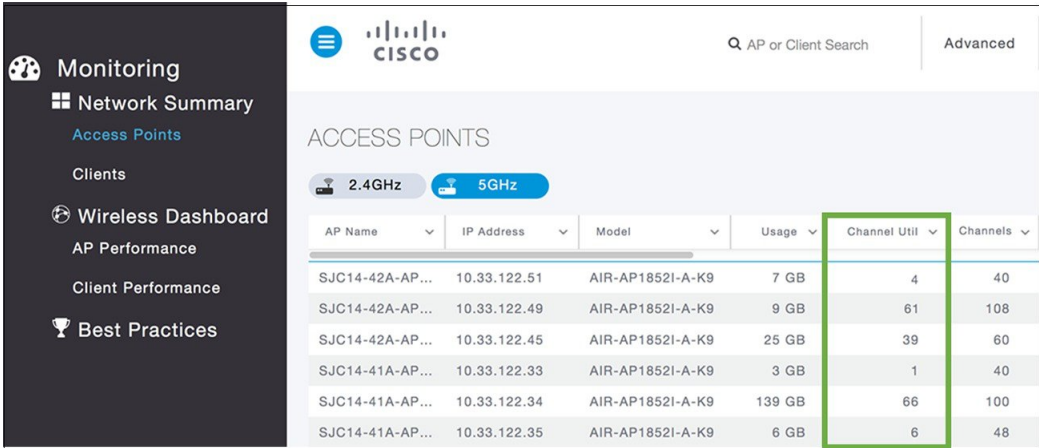 Monitoring
Network Summary
Access Points
Clients
Wireless Dashboard
AP Performance
Client Performance
Best Practices
CISCO
AP or Client Search
Advanced
ACCESS POINTS
2.4GHz 5GHz
AP Name IP Address Model Usage Channel Util Channels
SJC14-42A-AP... 10.33.122.51 AIR-AP1852I-A-K9 7 GB 4 40
SJC14-42A-AP... 10.33.122.49 AIR-AP1852I-A-K9 9 GB 61 108
SJC14-42A-AP... 10.33.122.45 AIR-AP1852I-A-K9 25 GB 39 60
SJC14-41A-AP... 10.33.122.33 AIR-AP1852I-A-K9 3 GB 1 40
SJC14-41A-AP... 10.33.122.34 AIR-AP1852I-A-K9 139 GB 66 100
SJC14-41A-AP... 10.33.122.35 AIR-AP1852I-A-K9 6 GB 6 48